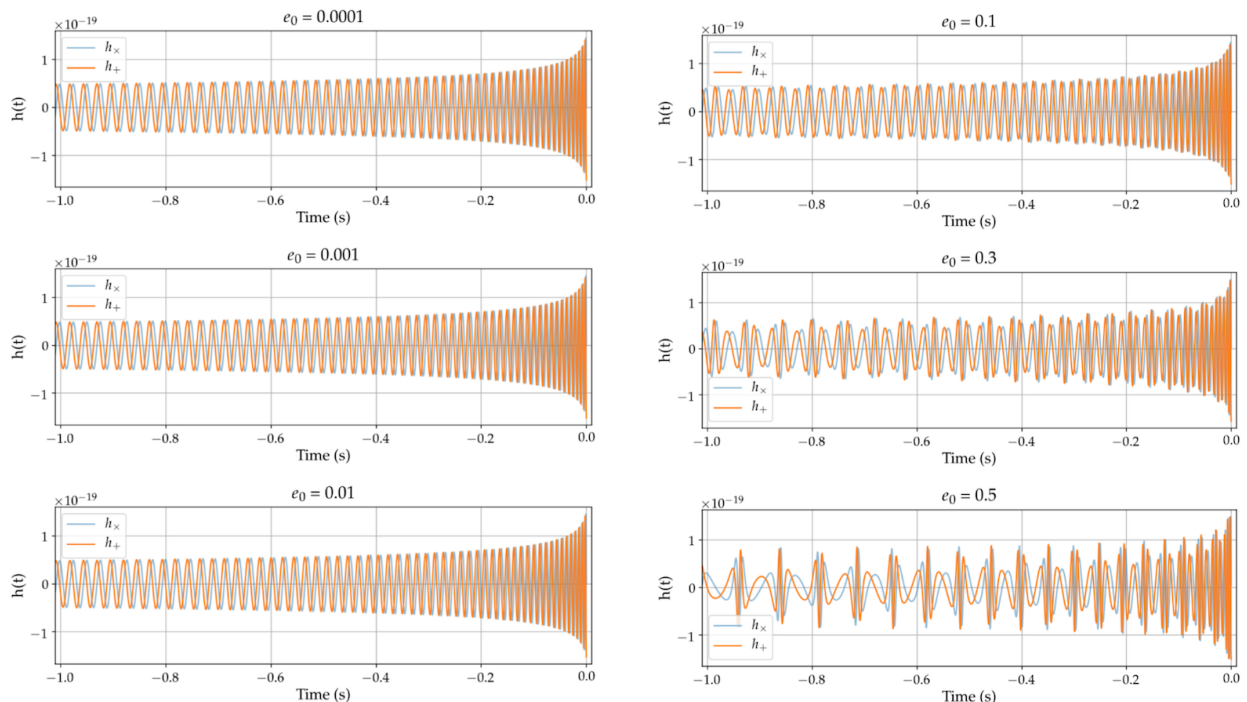 e₀ = 0.0001
×10⁻¹⁹
h×
h₊
h(t)
1
0
−1
−1.0 −0.8 −0.6 −0.4 −0.2 0.0
Time (s)
e₀ = 0.1
×10⁻¹⁹
h×
h₊
h(t)
1
0
−1
−1.0 −0.8 −0.6 −0.4 −0.2 0.0
Time (s)
e₀ = 0.001
×10⁻¹⁹
h×
h₊
h(t)
1
0
−1
−1.0 −0.8 −0.6 −0.4 −0.2 0.0
Time (s)
e₀ = 0.3
×10⁻¹⁹
1
0
−1
h(t)
h×
h₊
−1.0 −0.8 −0.6 −0.4 −0.2 0.0
Time (s)
e₀ = 0.01
×10⁻¹⁹
h×
h₊
h(t)
1
0
−1
−1.0 −0.8 −0.6 −0.4 −0.2 0.0
Time (s)
e₀ = 0.5
×10⁻¹⁹
1
0
−1
h(t)
h×
h₊
−1.0 −0.8 −0.6 −0.4 −0.2 0.0
Time (s)